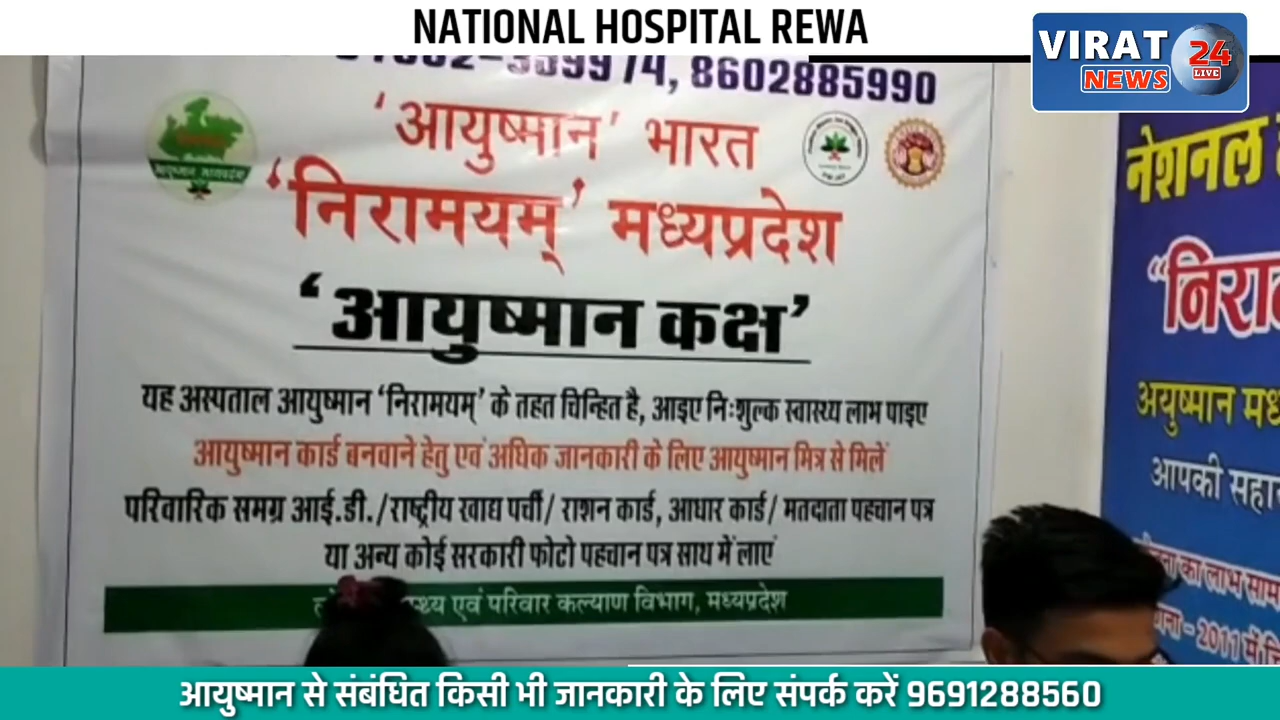 NATIONAL HOSPITAL REWA
VIRAT
NEWS
24
LIVE
8602885990
'आयुष्मान' भारत
'निरामयम्' मध्यप्रदेश
'आयुष्मान कक्ष'
यह अस्पताल आयुष्मान 'निरामयम्' के तहत चिन्हित है, आइए निःशुल्क स्वास्थ्य लाभ पाइए
आयुष्मान कार्ड बनवाने हेतु एवं अधिक जानकारी के लिए आयुष्मान मित्र से मिलें
परिवारिक समग्र आई.डी./राष्ट्रीय खाद्य पर्ची/ राशन कार्ड, आधार कार्ड/ मतदाता पहचान पत्र
या अन्य कोई सरकारी फोटो पहचान पत्र साथ में लाएं
एवं परिवार कल्याण विभाग, मध्यप्रदेश
नेशनल
"निरा
अयुष्मान मध
आपकी सहा
का लाभ साम
- 2011 में
आयुष्मान से संबंधित किसी भी जानकारी के लिए संपर्क करें 9691288560